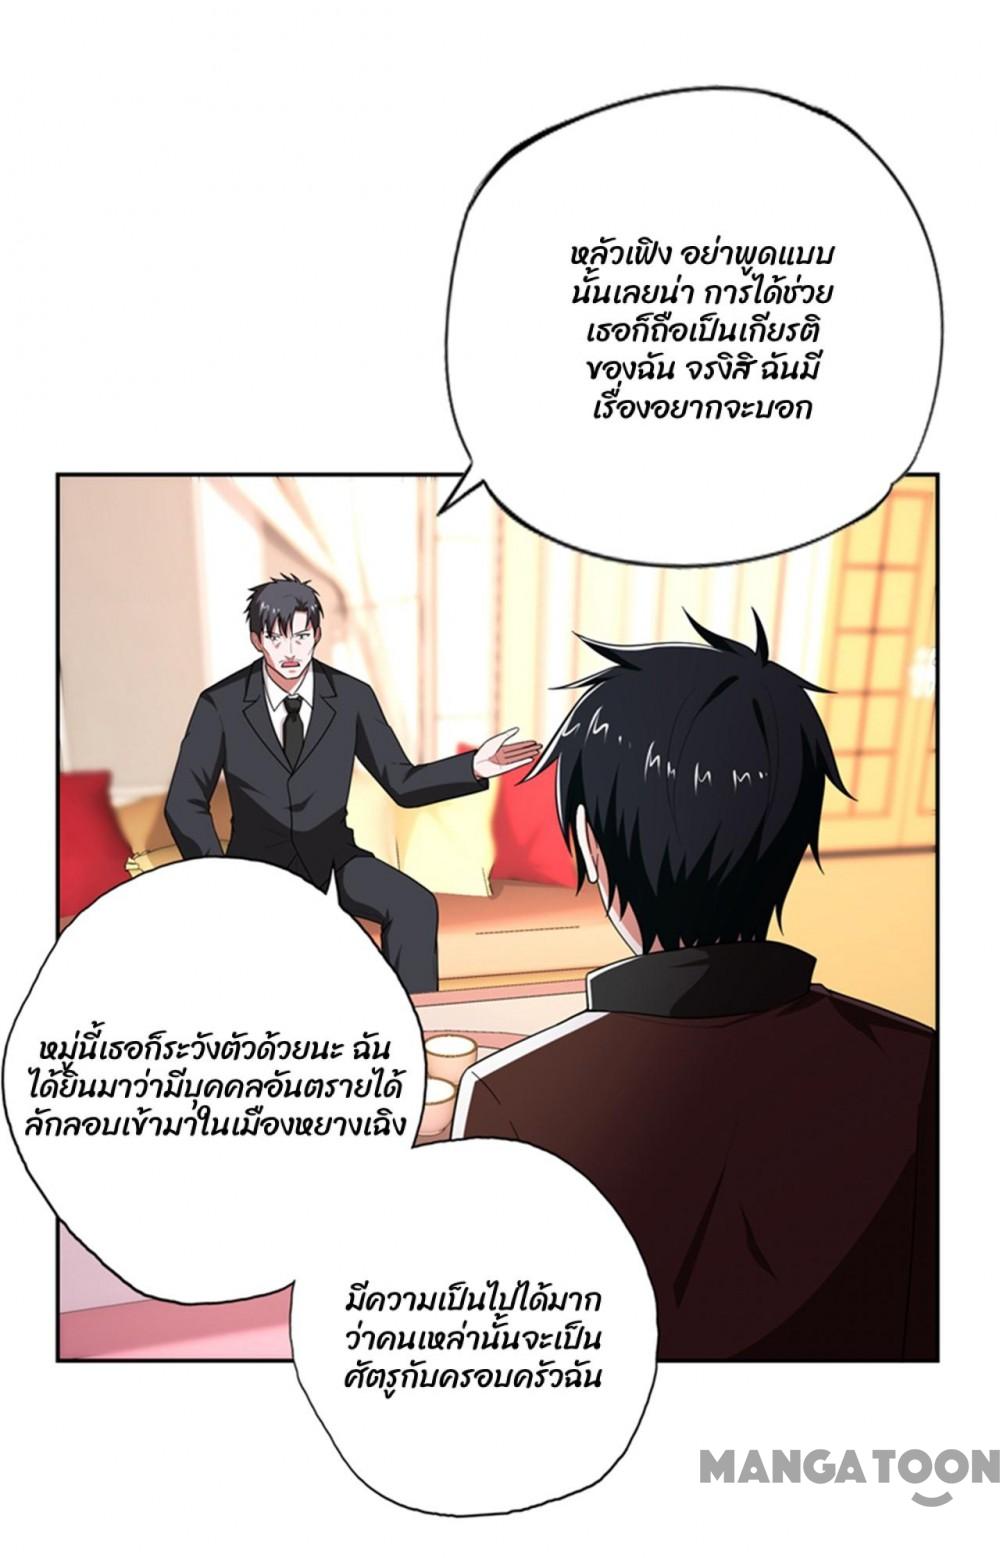 หลัวเฟิง อย่าพูดแบบ
นั้นเลยน่า การได้ช่วย
เธอก็ถือเป็นเกียรติ
ของฉัน จรงิสิ ฉันมี
เรื่องอยากจะบอก
หมู่นี้เธอก็ระวังตัวด้วยนะ ฉัน
ได้ยินมาว่ามีบุคคลอันตรายได้
ลักลอบเข้ามาในเมืองหยางเฉิง
มีความเป็นไปได้มาก
ว่าคนเหล่านั้นจะเป็น
ศัตรูกับครอบครัวฉัน
MANGATOON